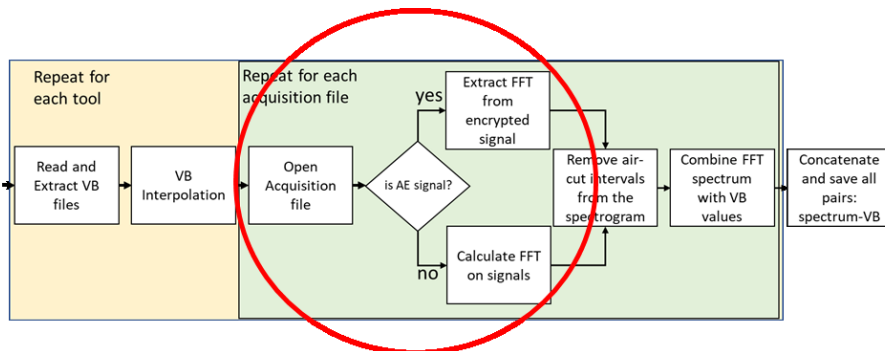 Repeat for
each tool
Repeat for each
acquisition file
Read and
Extract VB
files
VB
Interpolation
Open
Acquisition
file
is AE signal?
yes
Extract FFT
from
encrypted
signal
no
Calculate FFT
on signals
Remove air-
cut intervals
from the
spectrogram
Combine FFT
spectrum
with VB
values
Concatenate
and save all
pairs:
spectrum-VB